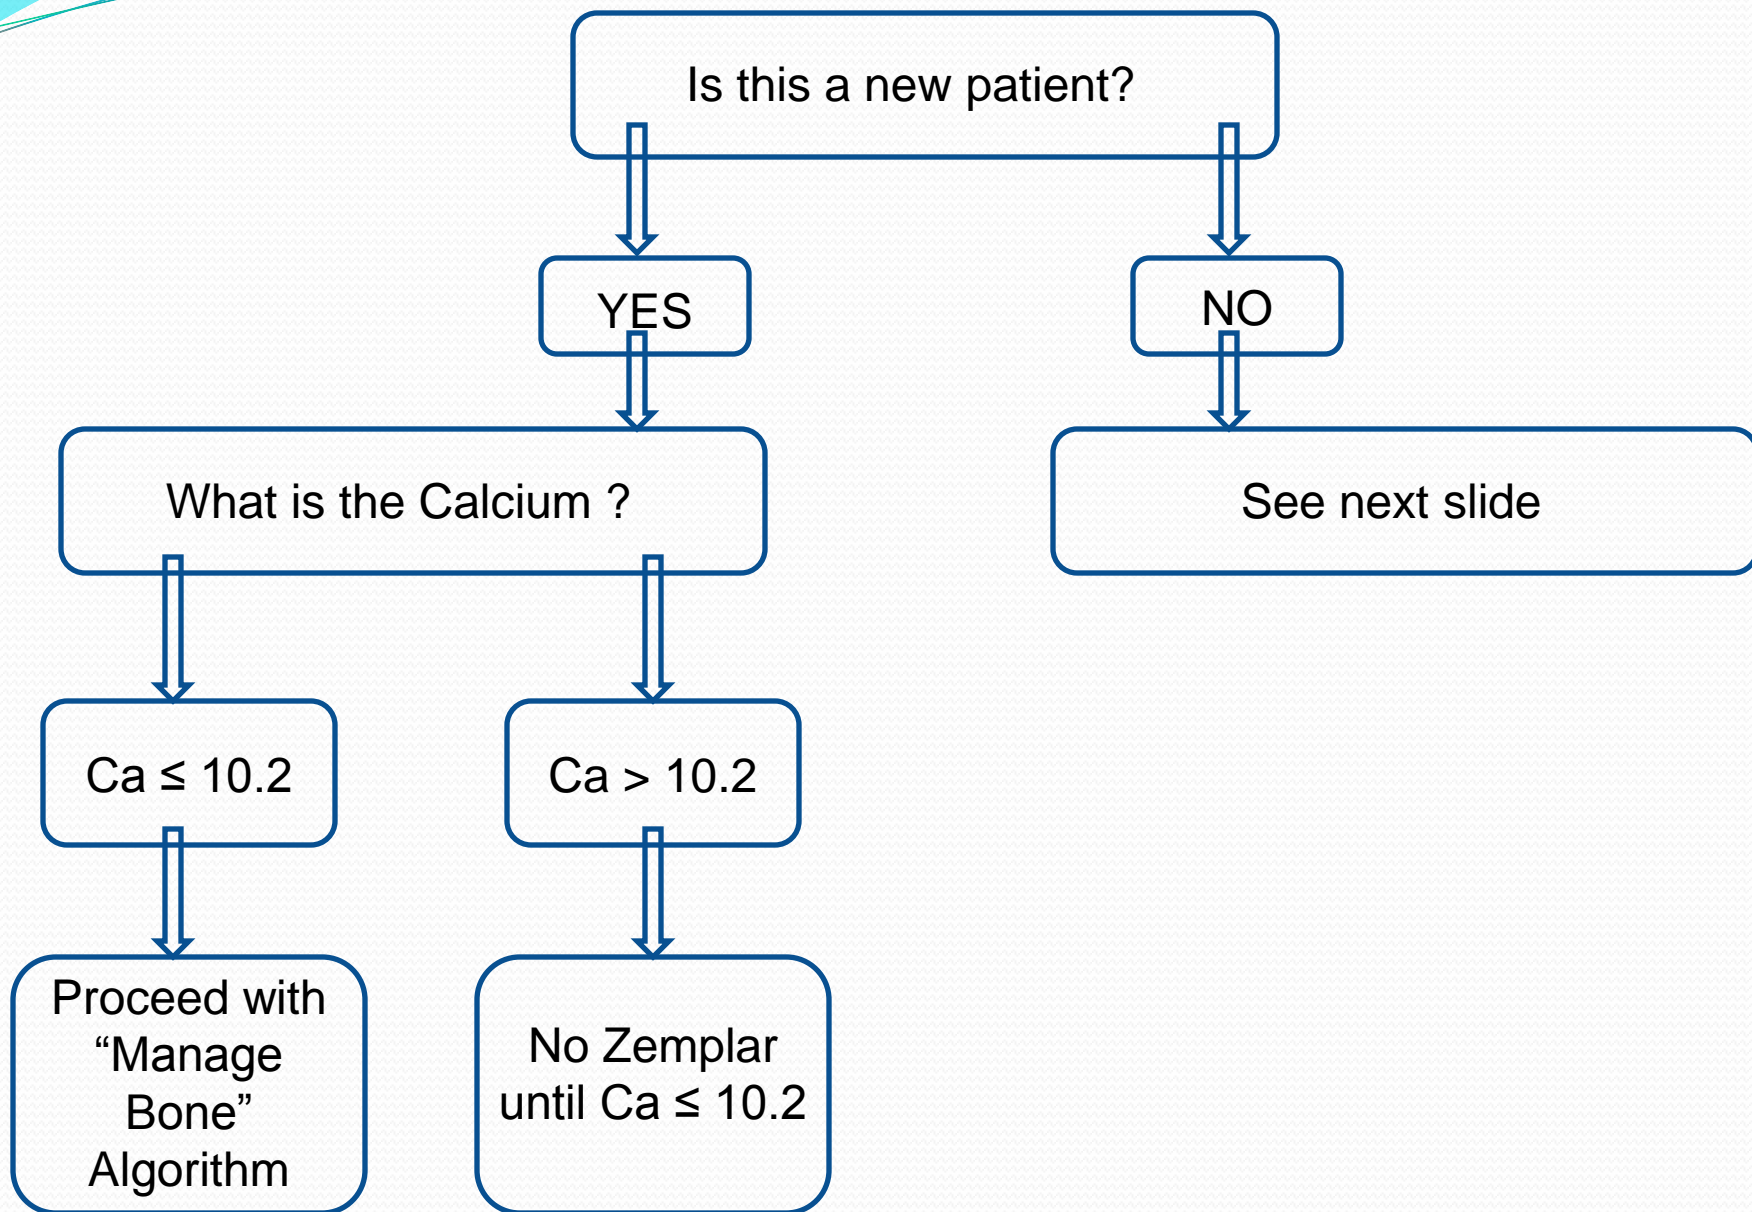 Is this a new patient?
YES
NO
What is the Calcium ?
See next slide
Ca ≤ 10.2
Ca > 10.2
Proceed with
“Manage
Bone”
Algorithm
No Zemplar
until Ca ≤ 10.2